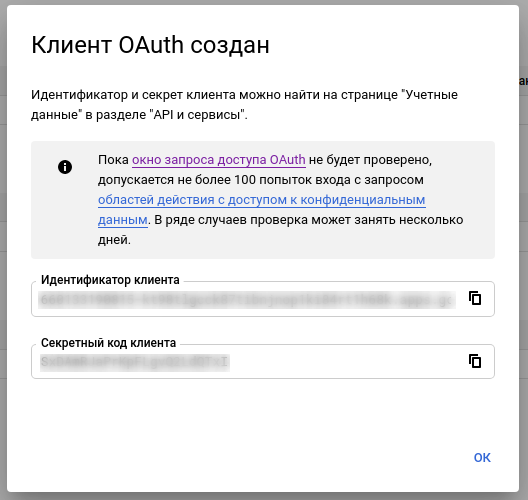 Клиент OAuth создан
Идентификатор и секрет клиента можно найти на странице "Учетные
данные" в разделе "API и сервисы".
Пока окно запроса доступа OAuth не будет проверено,
допускается не более 100 попыток входа с запросом
областей действия с доступом к конфиденциальным
данным. В ряде случаев проверка может занять несколько
дней.
Идентификатор клиента
Секретный код клиента
ОК